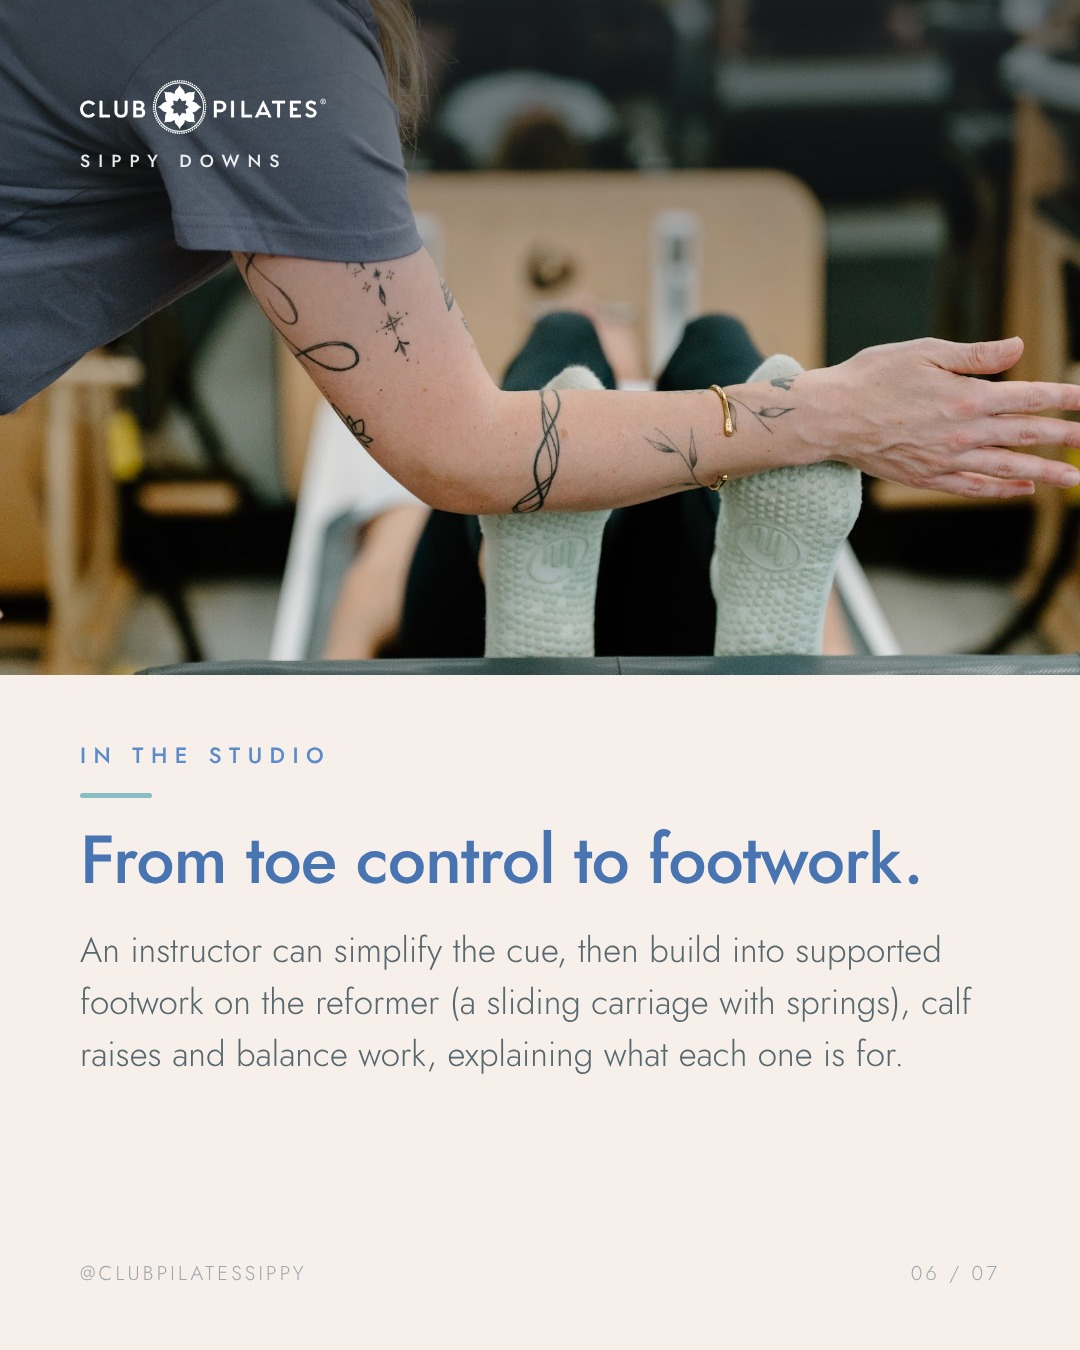 CLUB PILATES®
SIPPY DOWNS
IN THE STUDIO
From toe control to footwork.
An instructor can simplify the cue, then build into supported
footwork on the reformer (a sliding carriage with springs), calf
raises and balance work, explaining what each one is for.
@CLUBPILATESSIPPY
06 / 07